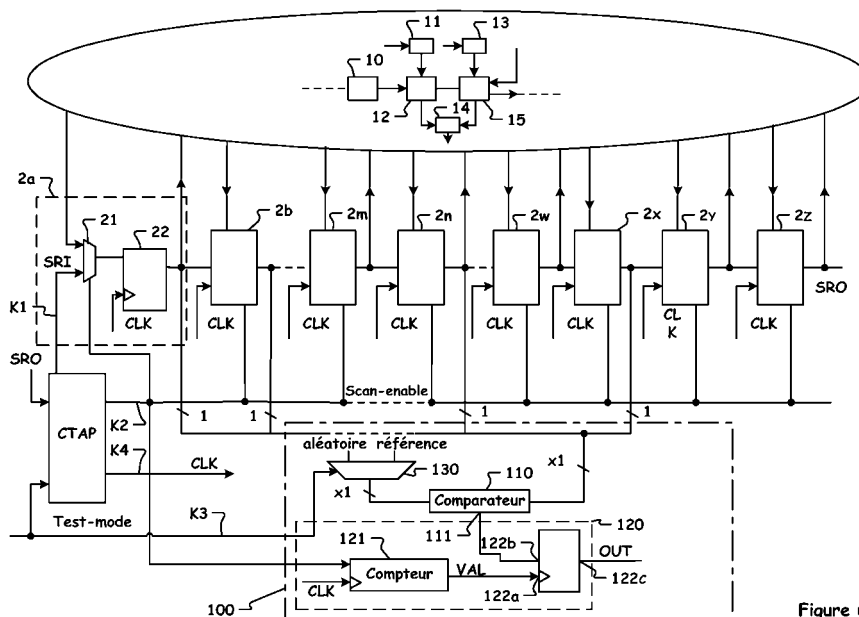 11
13
10
12
14
15
2a
21
22
2b
2m
2n
2w
2x
2y
2z
SRI
K1
CLK
CLK
CLK
CLK
CLK
CLK
CL
K
CLK
SRO
SRO
Scan-enable
K2
1
1
1
1
CTAP
K4
CLK
aléatoire référence
130
110
x1
x1
Comparateur
Test-mode
K3
111
120
121
122b
OUT
Compteur
VAL
CLK
122a
122c
100
Figure